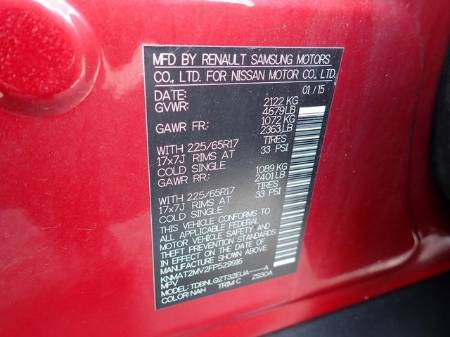 MFD BY RENAULT SAMSUNG MOTORS
CO., LTD. FOR NISSAN MOTOR CO., LTD.
DATE: 01/15
GVWR: 2122 KG
4679LB
GAWR FR: 1072 KG
2363LB
WITH 225/65R17 TIRES
17x7J RIMS AT 33 PSI
COLD SINGLE
GAWR RR: 1089 KG
2401LB
WITH 225/65R17 TIRES
17x7J RIMS AT 33 PSI
COLD SINGLE
THIS VEHICLE CONFORMS TO
ALL APPLICABLE FEDERAL
MOTOR VEHICLE SAFETY AND
THEFT PREVENTION STANDARDS
IN EFFECT ON THE DATE OF
MANUFACTURE SHOWN ABOVE.
KNMAT2MV2FP529916
MPV
MODEL: TDBNLGZT32EUA-----A
COLOR: NAH TRIM: C ZS30A